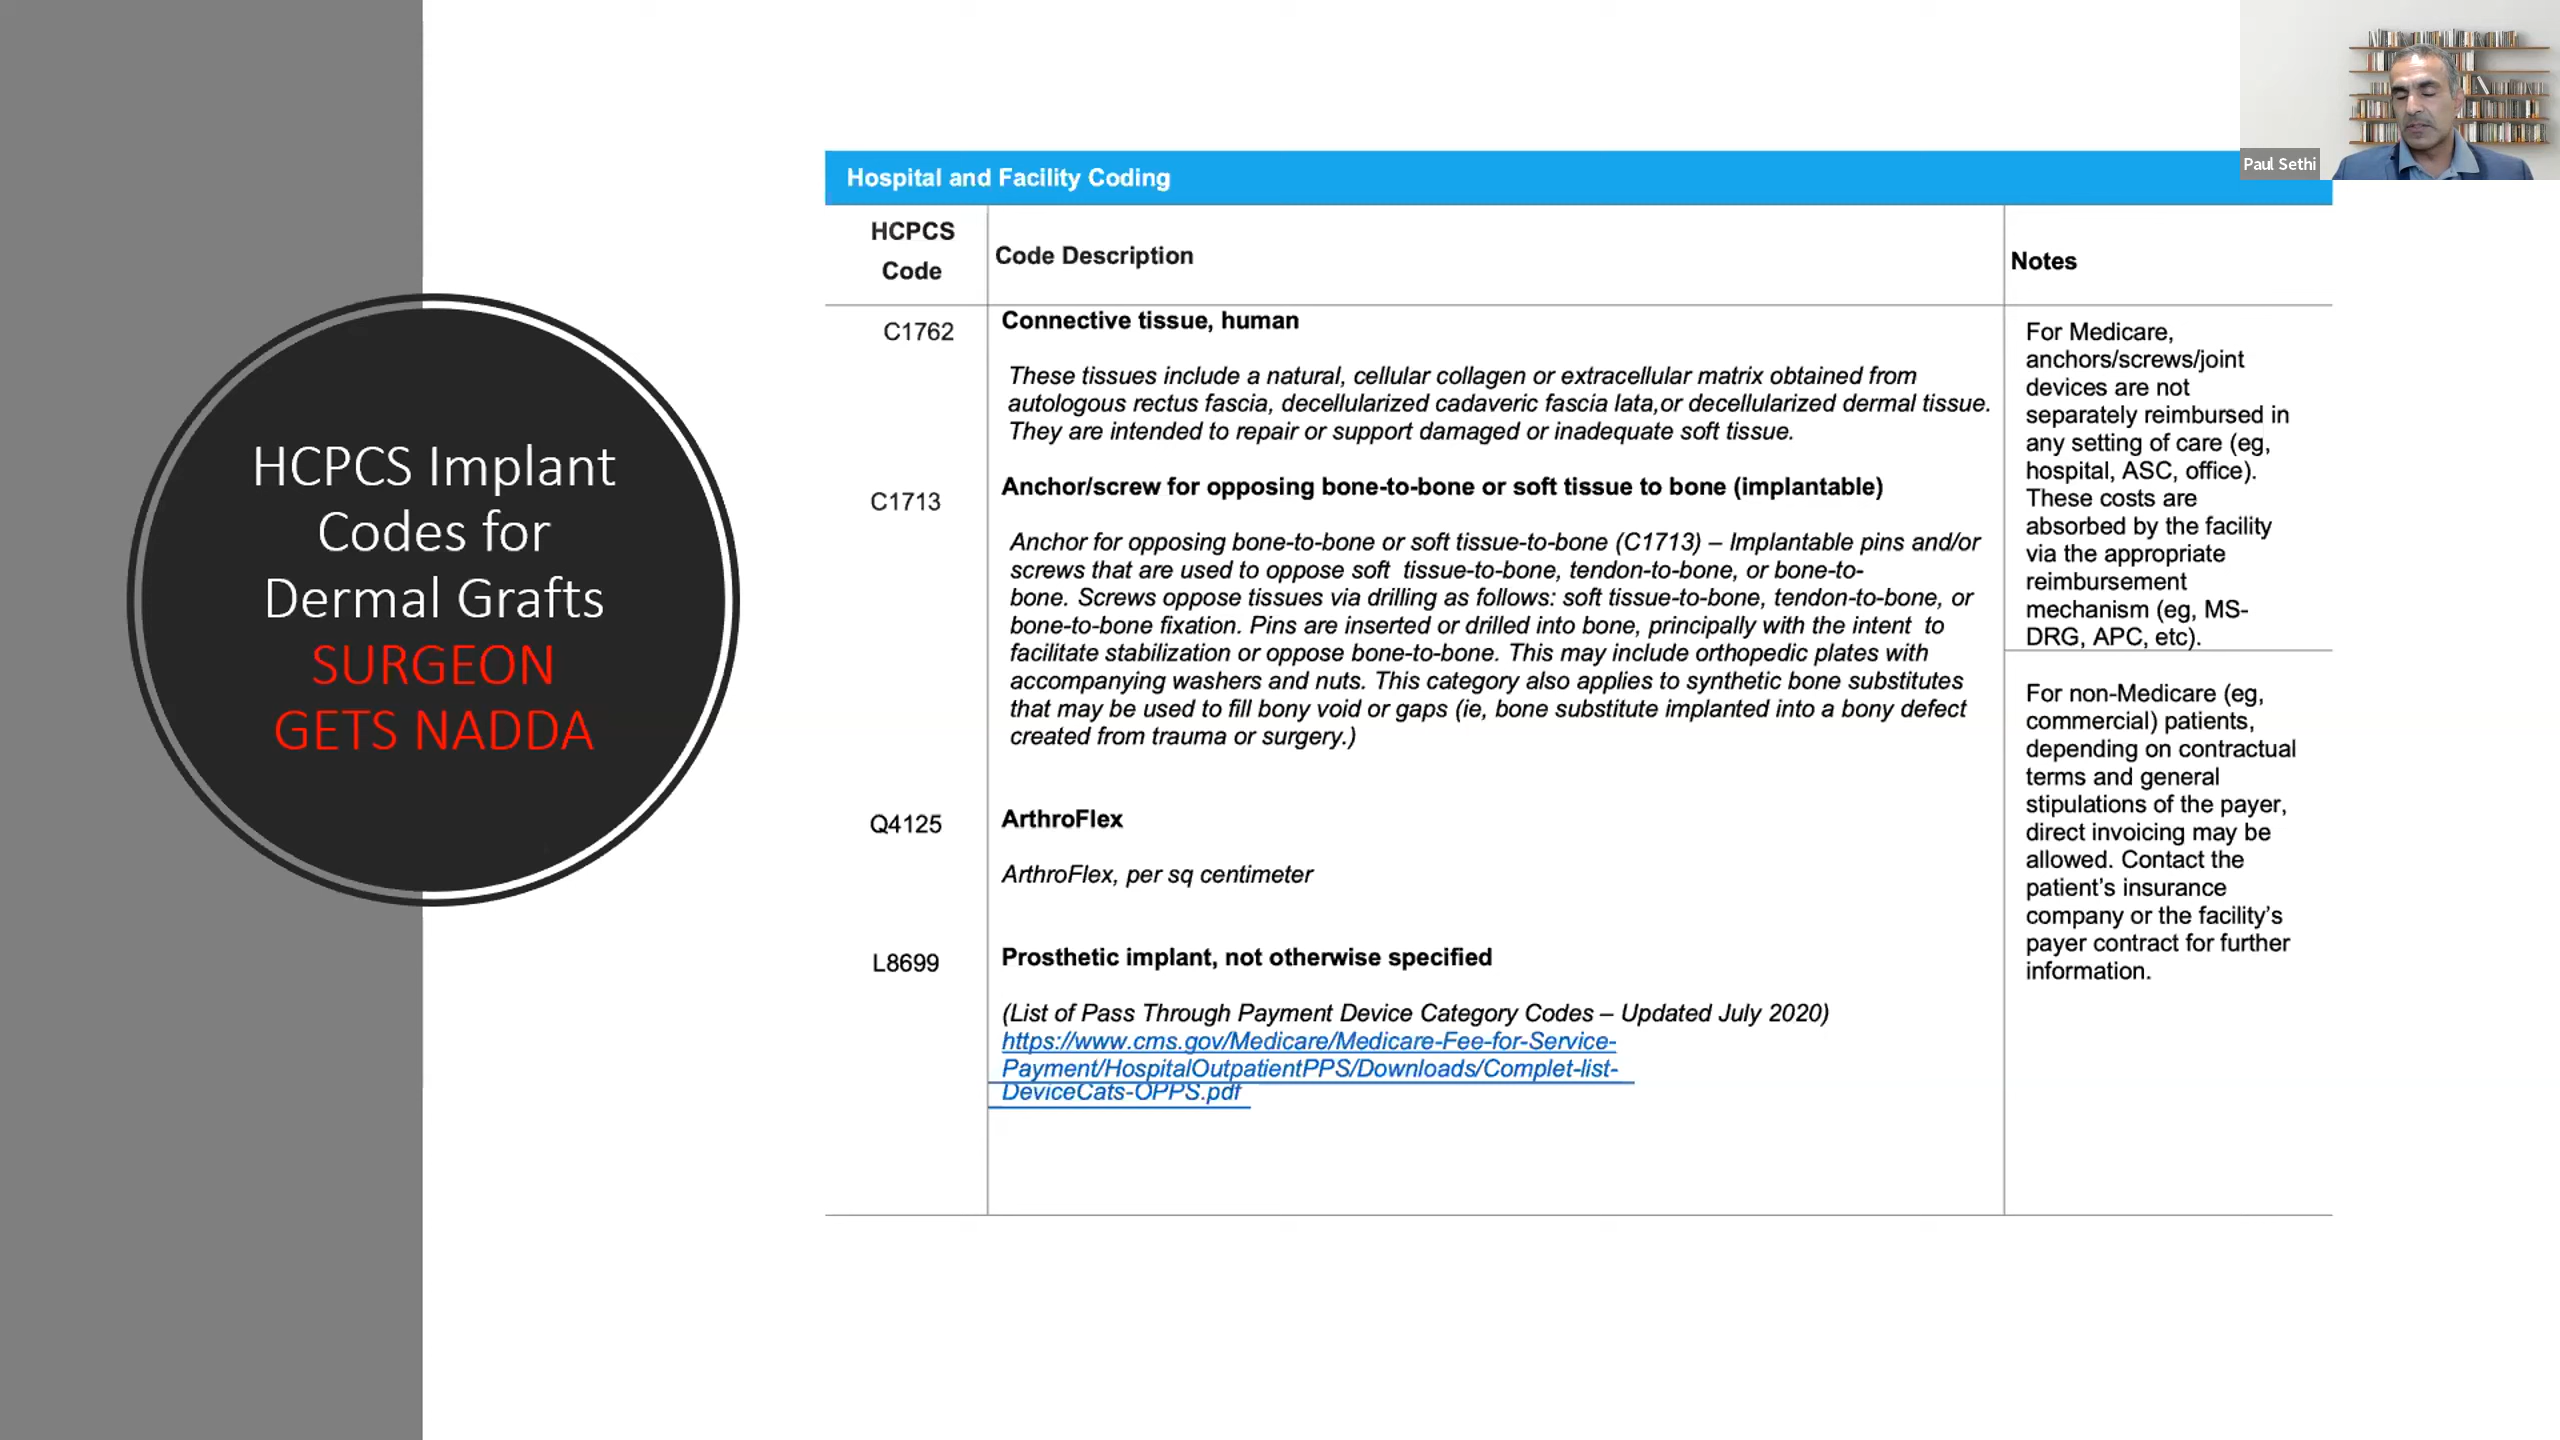 HCPCS Implant
Codes for
Dermal Grafts
SURGEON
GETS NADDA
Paul Sethi
Hospital and Facility Coding
HCPCS
Code
Code Description
Notes
C1762
Connective tissue, human
These tissues include a natural, cellular collagen or extracellular matrix obtained from
autologous rectus fascia, decellularized cadaveric fascia lata,or decellularized dermal tissue.
They are intended to repair or support damaged or inadequate soft tissue.
C1713
Anchor/screw for opposing bone-to-bone or soft tissue to bone (implantable)
Anchor for opposing bone-to-bone or soft tissue-to-bone (C1713) – Implantable pins and/or
screws that are used to oppose soft tissue-to-bone, tendon-to-bone, or bone-to-
bone. Screws oppose tissues via drilling as follows: soft tissue-to-bone, tendon-to-bone, or
bone-to-bone fixation. Pins are inserted or drilled into bone, principally with the intent to
facilitate stabilization or oppose bone-to-bone. This may include orthopedic plates with
accompanying washers and nuts. This category also applies to synthetic bone substitutes
that may be used to fill bony void or gaps (ie, bone substitute implanted into a bony defect
created from trauma or surgery.)
Q4125
ArthroFlex
ArthroFlex, per sq centimeter
L8699
Prosthetic implant, not otherwise specified
(List of Pass Through Payment Device Category Codes – Updated July 2020)
https://www.cms.gov/Medicare/Medicare-Fee-for-Service-
Payment/HospitalOutpatientPPS/Downloads/Complet-list-
DeviceCats-OPPS.pdf
For Medicare,
anchors/screws/joint
devices are not
separately reimbursed in
any setting of care (eg,
hospital, ASC, office).
These costs are
absorbed by the facility
via the appropriate
reimbursement
mechanism (eg, MS-
DRG, APC, etc).
For non-Medicare (eg,
commercial) patients,
depending on contractual
terms and general
stipulations of the payer,
direct invoicing may be
allowed. Contact the
patient's insurance
company or the facility's
payer contract for further
information.